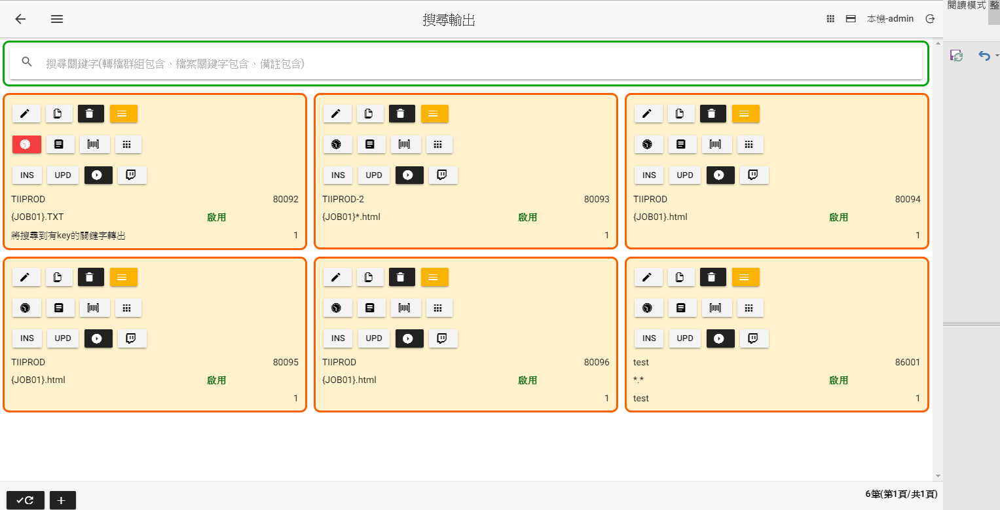 搜尋輸出
本機-admin
閱讀模式 整
搜尋關鍵字(轉檔群組包含、檔案關鍵字包含、備註包含)
INS UPD
TIIPROD 80092
{JOB01}.TXT 啟用
將搜尋到有key的關鍵字轉出 1
INS UPD
TIIPROD-2 80093
{JOB01}*.html 啟用
1
INS UPD
TIIPROD 80094
{JOB01}.html 啟用
1
INS UPD
TIIPROD 80095
{JOB01}.html 啟用
1
INS UPD
TIIPROD 80096
{JOB01}.html 啟用
1
INS UPD
test 86001
*.* 啟用
test 1
6筆(第1頁/共1頁)